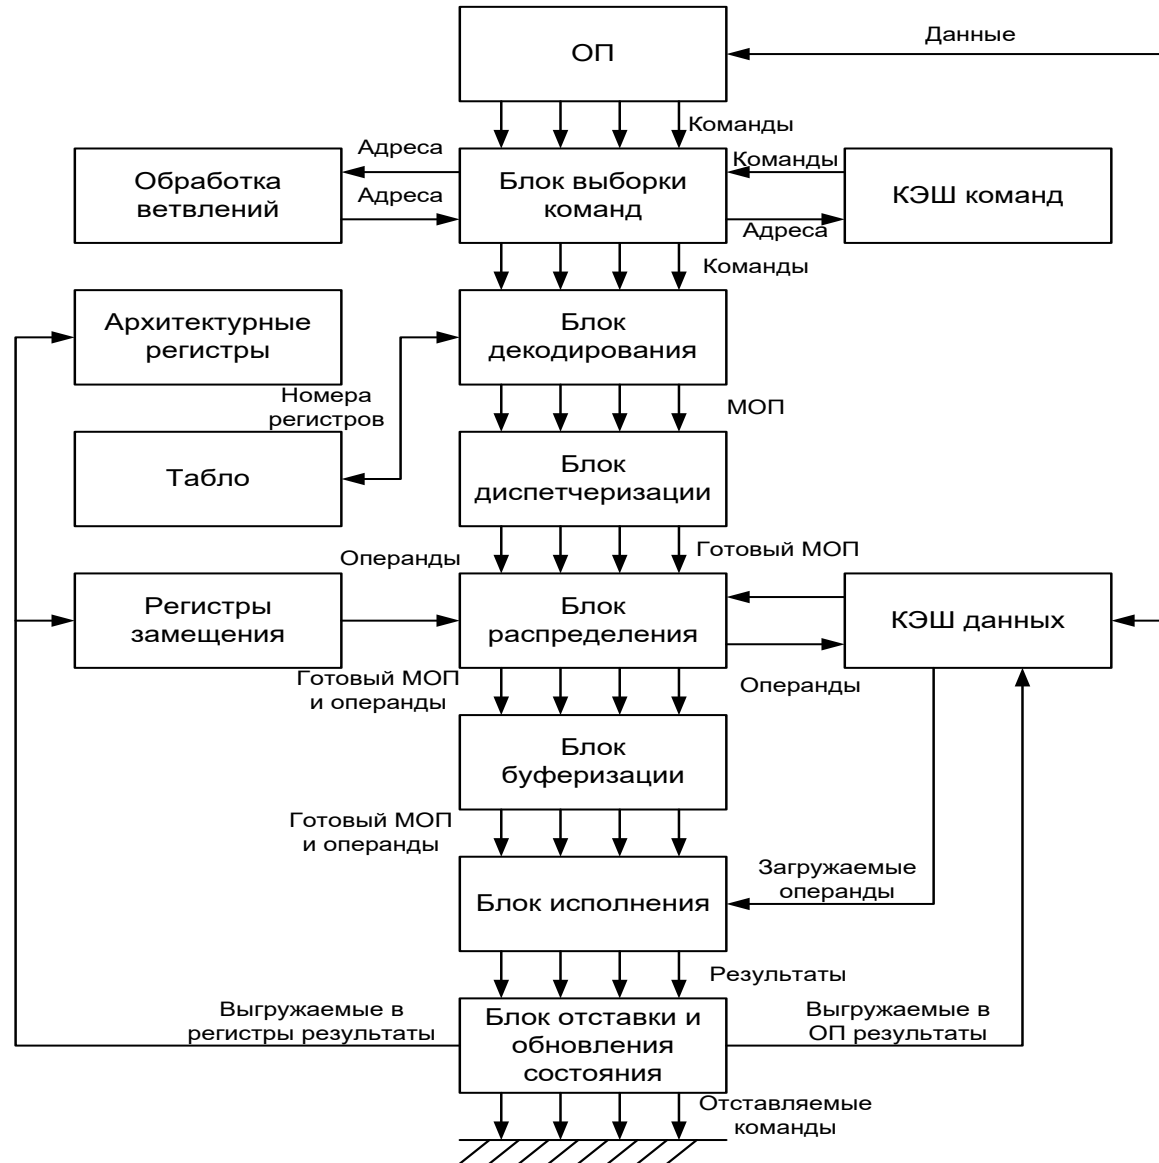 ОП
Данные
Команды
Адреса
Команды
Обработка
ветвлений
Адреса
Блок выборки
команд
КЭШ команд
Адреса
Команды
Архитектурные
регистры
Блок
декодирования
Номера
регистров
МОП
Табло
Блок
диспетчеризации
Операнды
Готовый МОП
Регистры
замещения
Блок
распределения
КЭШ данных
Готовый МОП
и операнды
Операнды
Блок
буферизации
Готовый МОП
и операнды
Загружаемые
операнды
Блок исполнения
Результаты
Выгружаемые в
регистры результаты
Блок отставки и
обновления
состояния
Выгружаемые в
ОП результаты
Отставляемые
команды